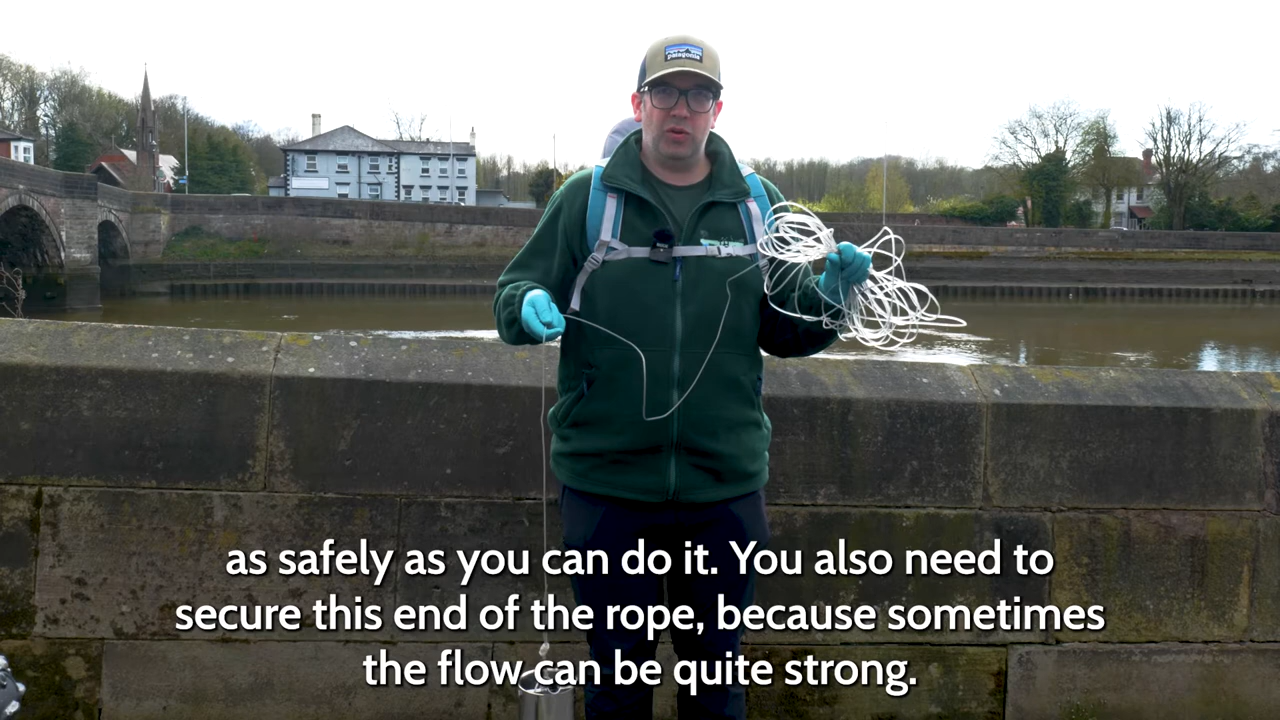 patagonia
as safely as you can do it. You also need to
secure this end of the rope, because sometimes
the flow can be quite strong.